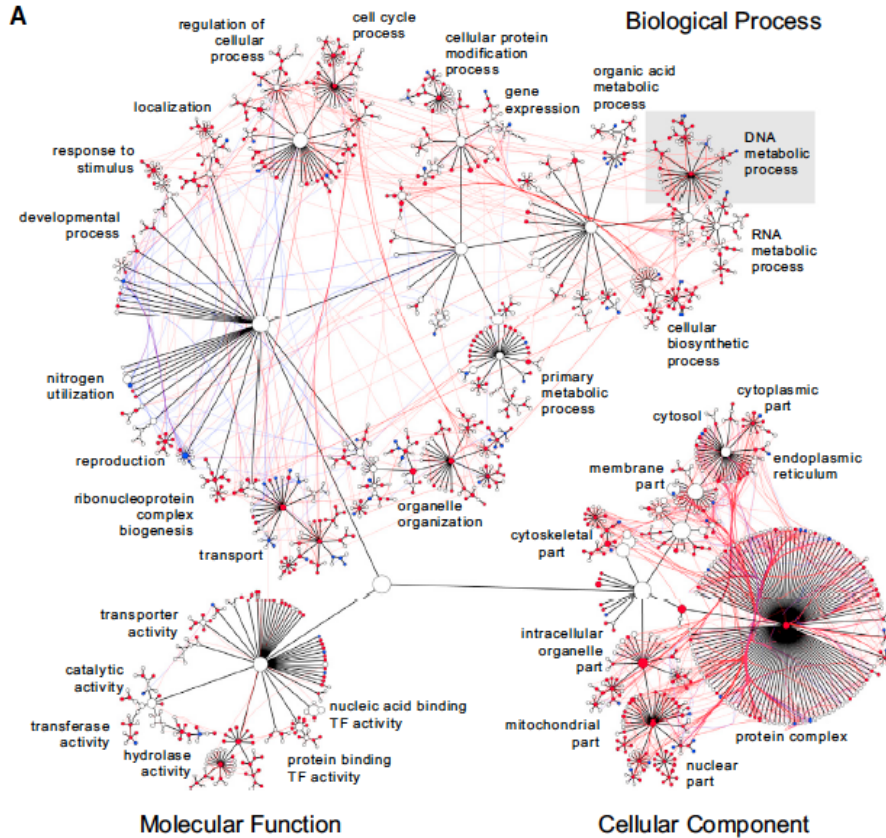 A
Biological Process
regulation of
cellular
process
cell cycle
process
cellular protein
modification
process
gene
expression
organic acid
metabolic
process
localization
response to
stimulus
developmental
process
DNA
metabolic
process
RNA
metabolic
process
cellular
biosynthetic
process
primary
metabolic
process
nitrogen
utilization
reproduction
ribonucleoprotein
complex
biogenesis
transport
organelle
organization
cytoplasmic
part
cytosol
endoplasmic
reticulum
membrane
part
cytoskeletal
part
intracellular
organelle
part
mitochondrial
part
nuclear
part
protein complex
transporter
activity
catalytic
activity
transferase
activity
hydrolase
activity
nucleic acid binding
TF activity
protein binding
TF activity
Molecular Function
Cellular Component